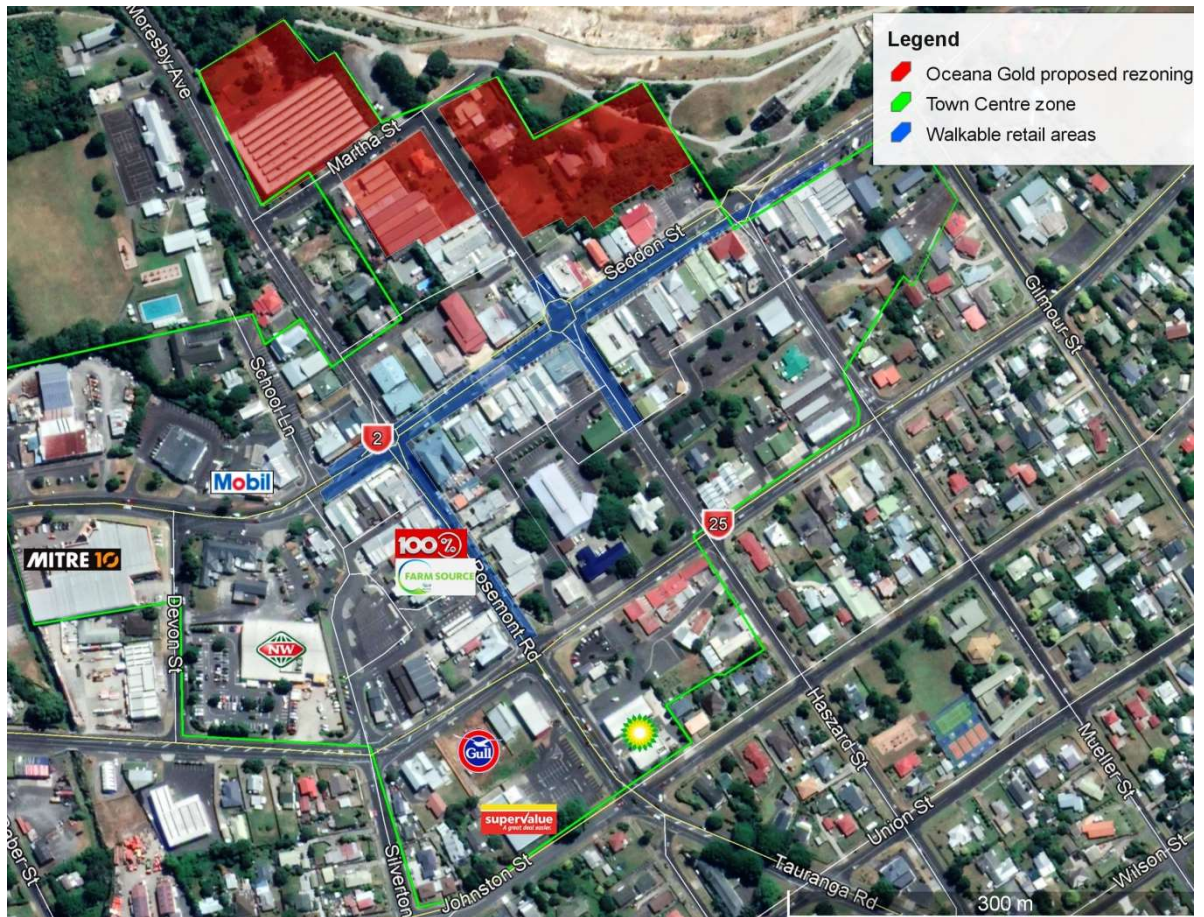 Legend
Oceana Gold proposed rezoning
Town Centre zone
Walkable retail areas
Moresby Ave
Martha St
Seddon St
Gilmour St
School Ln
2
Mobil
MITRE 10
100%
FARM SOURCE
25
Rosemont Rd
Devon St
NW
Gull
supervalue
A great deal easier
Haszard St
Mueller St
Union St
Silverton
Johnston St
Tauranga Rd
Wilson St
300 m